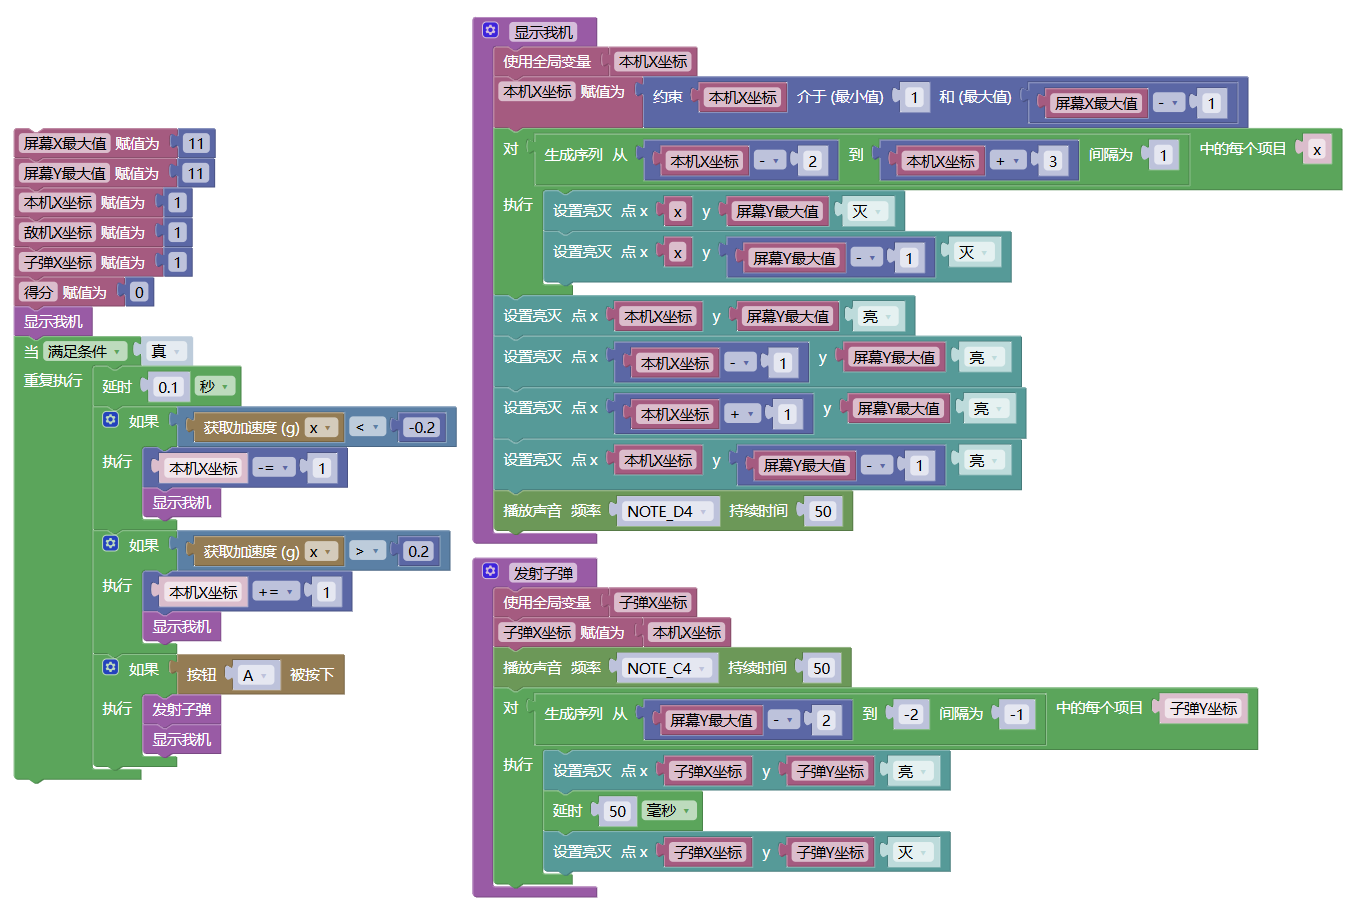 屏幕X最大值 赋值为 11
屏幕Y最大值 赋值为 11
本机X坐标 赋值为 1
敌机X坐标 赋值为 1
子弹X坐标 赋值为 1
得分 赋值为 0
显示我机
当 满足条件 真
重复执行 延时 0.1 秒
如果 获取加速度 (g) x < -0.2
执行 本机X坐标 -= 1
显示我机
如果 获取加速度 (g) x > 0.2
执行 本机X坐标 += 1
显示我机
如果 按钮 A 被按下
执行 发射子弹
显示我机
显示我机
使用全局变量 本机X坐标
本机X坐标 赋值为 约束 本机X坐标 介于 (最小值) 1 和 (最大值) 屏幕X最大值 - 1
对 生成序列 从 本机X坐标 - 2 到 本机X坐标 + 3 间隔为 1 中的每个项目 x
执行 设置亮灭 点 x x y 屏幕Y最大值 灭
设置亮灭 点 x x y 屏幕Y最大值 - 1 灭
设置亮灭 点 x 本机X坐标 y 屏幕Y最大值 亮
设置亮灭 点 x 本机X坐标 - 1 y 屏幕Y最大值 亮
设置亮灭 点 x 本机X坐标 + 1 y 屏幕Y最大值 亮
设置亮灭 点 x 本机X坐标 y 屏幕Y最大值 - 1 亮
播放声音 频率 NOTE_D4 持续时间 50
发射子弹
使用全局变量 子弹X坐标
子弹X坐标 赋值为 本机X坐标
播放声音 频率 NOTE_C4 持续时间 50
对 生成序列 从 屏幕Y最大值 - 2 到 -2 间隔为 -1 中的每个项目 子弹Y坐标
执行 设置亮灭 点 x 子弹X坐标 y 子弹Y坐标 亮
延时 50 毫秒
设置亮灭 点 x 子弹X坐标 y 子弹Y坐标 灭